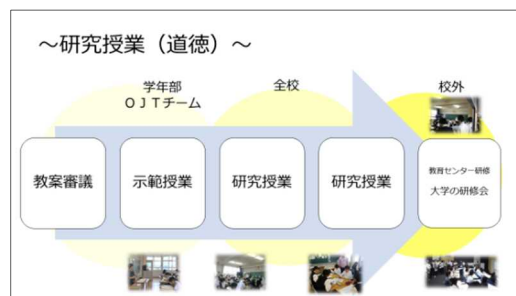 ～研究授業（道徳）～
学年部
ＯＪＴチーム
全校
校外
教案審議
示範授業
研究授業
研究授業
教育センター研修
大学の研修会